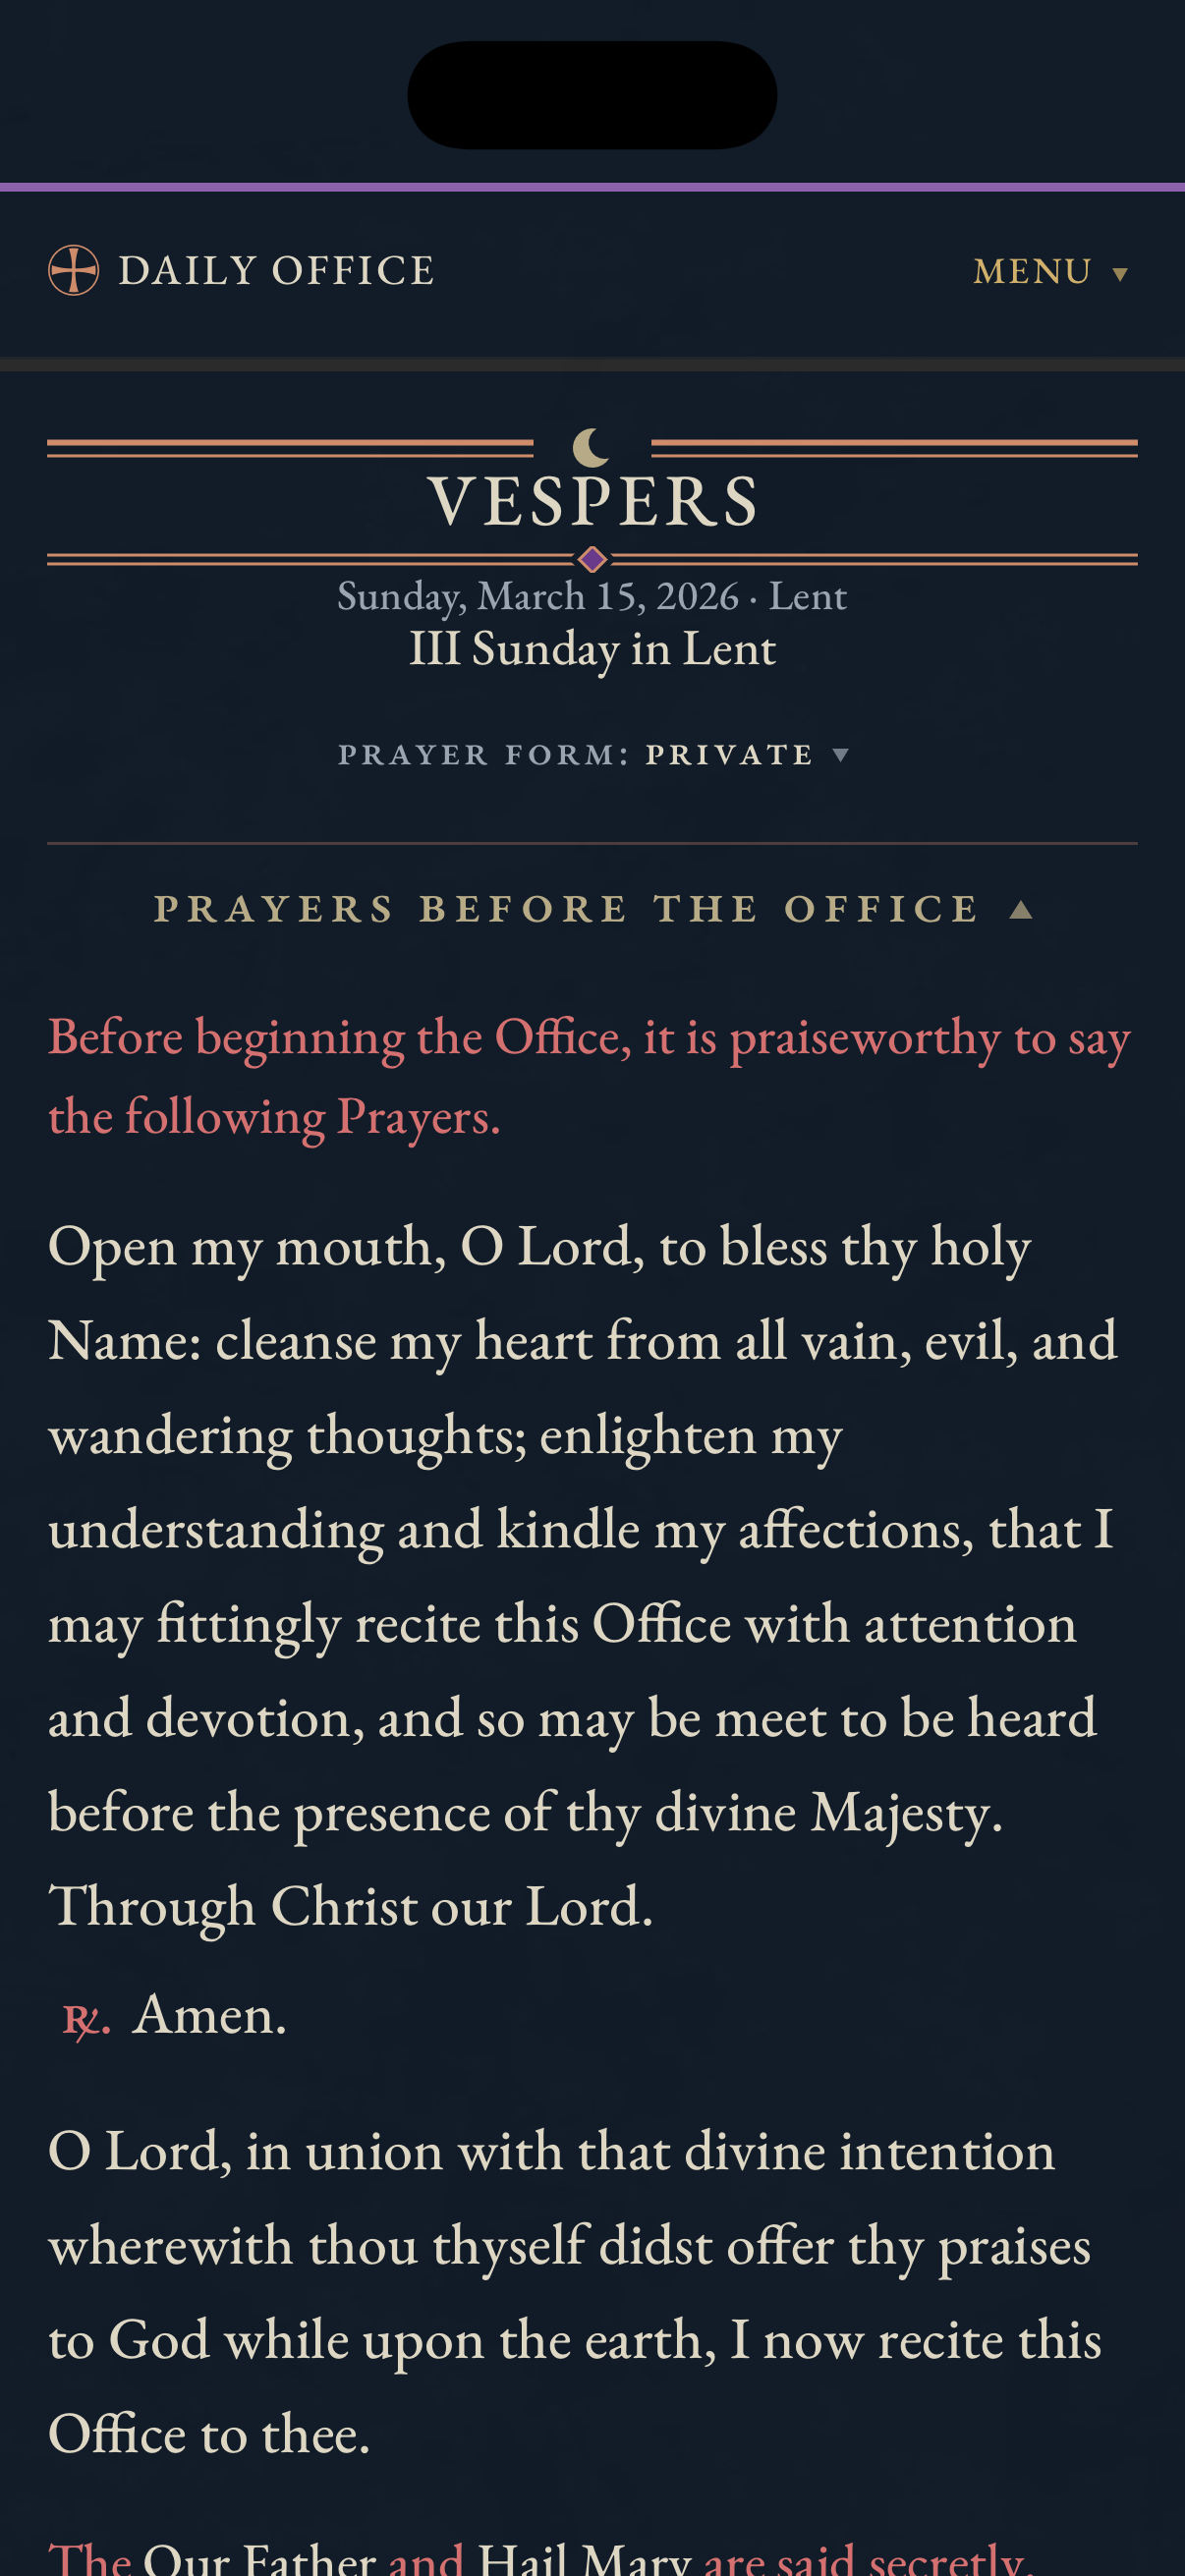 DAILY OFFICE
MENU ▼
VESPERS
Sunday, March 15, 2026 · Lent
III Sunday in Lent
PRAYER FORM: PRIVATE ▼
PRAYERS BEFORE THE OFFICE ▲
Before beginning the Office, it is praiseworthy to say
the following Prayers.
Open my mouth, O Lord, to bless thy holy
Name: cleanse my heart from all vain, evil, and
wandering thoughts; enlighten my
understanding and kindle my affections, that I
may fittingly recite this Office with attention
and devotion, and so may be meet to be heard
before the presence of thy divine Majesty.
Through Christ our Lord.
℟. Amen.
O Lord, in union with that divine intention
wherewith thou thyself didst offer thy praises
to God while upon the earth, I now recite this
Office to thee.
The Our Father and Hail Mary are said secretly.